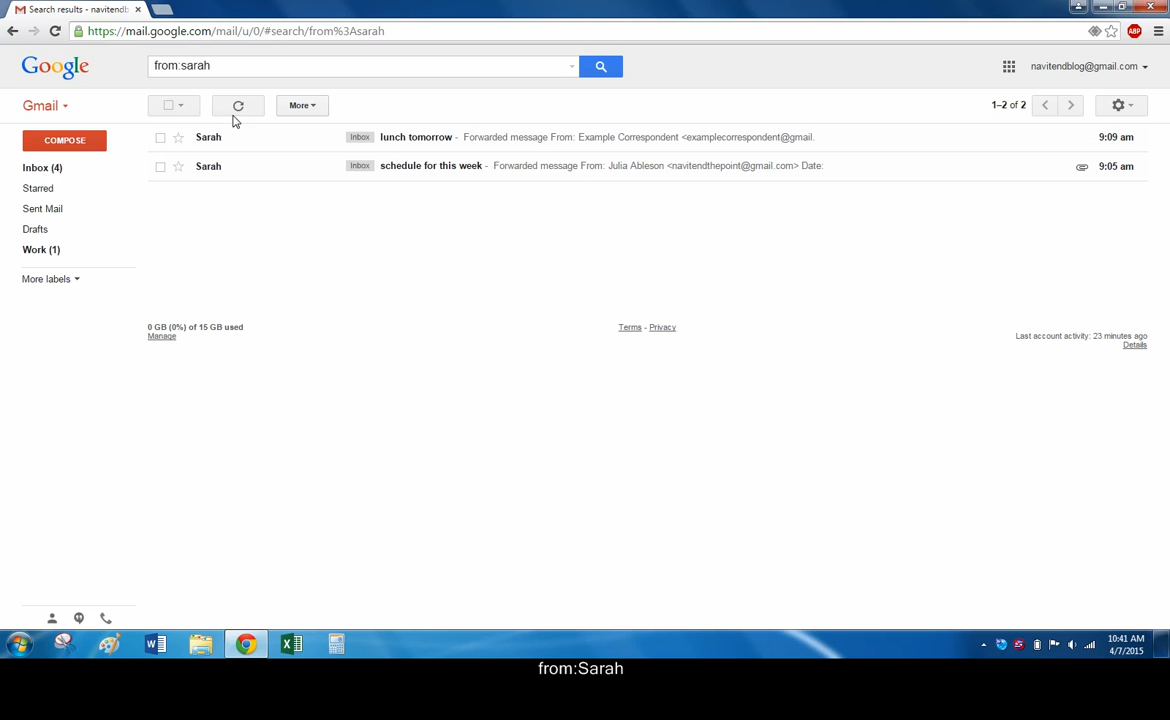 Search results - navitendb
https://mail.google.com/mail/u/0/#search/from%3Asarah
ABP
Google
from:sarah
navitendblog@gmail.com
Gmail
More
1–2 of 2
COMPOSE
Sarah Inbox lunch tomorrow - Forwarded message From: Example Correspondent <examplecorrespondent@gmail. 9:09 am
Inbox (4)
Sarah Inbox schedule for this week - Forwarded message From: Julia Ableson <navitendthepoint@gmail.com> Date: 9:05 am
Starred
Sent Mail
Drafts
Work (1)
More labels
0 GB (0%) of 15 GB used
Manage
Terms - Privacy
Last account activity: 23 minutes ago
Details
10:41 AM
4/7/2015
from:Sarah